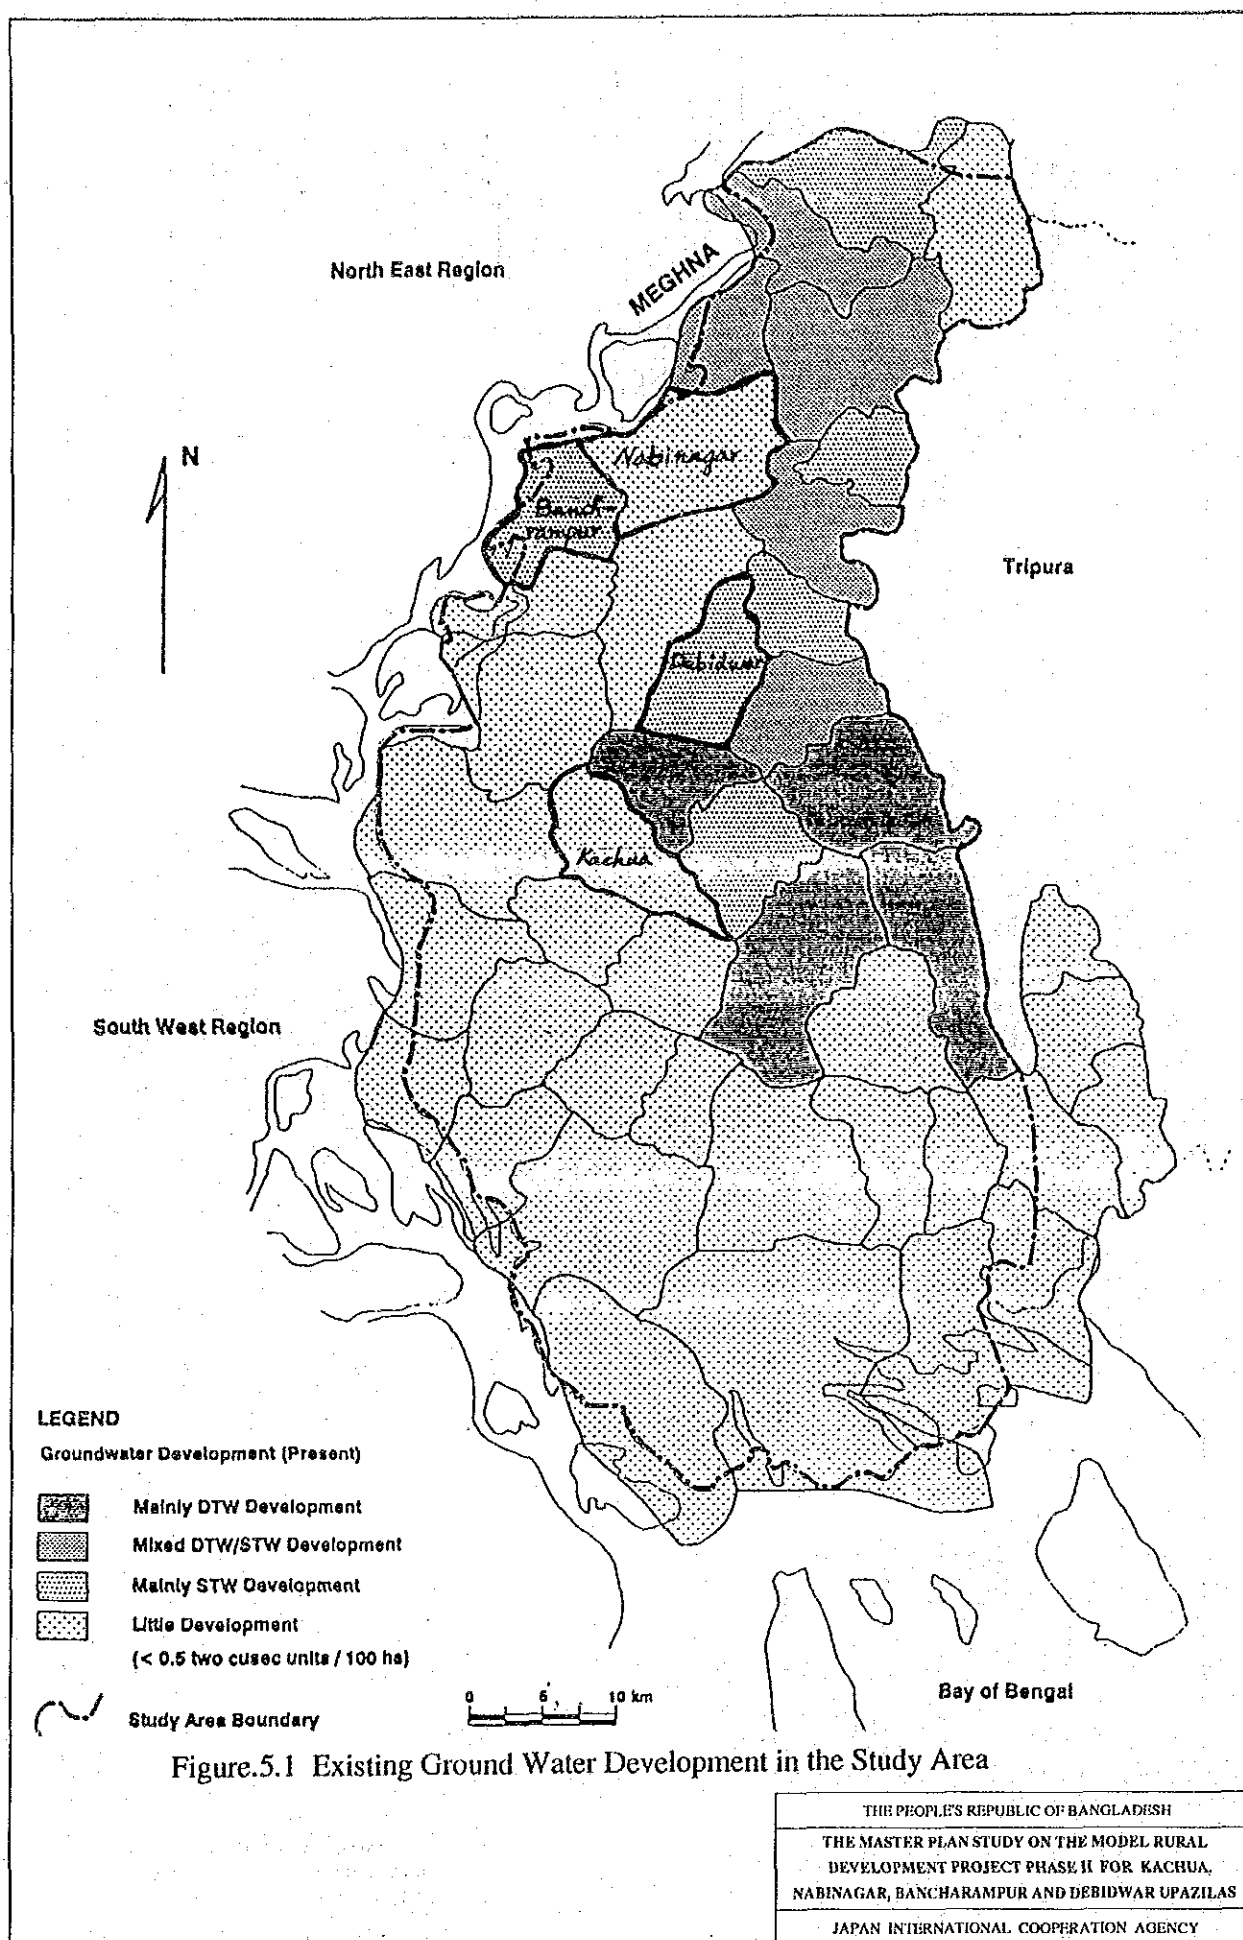 North East Region
MEGHNA
N
Nabinagar
Banch-
rampur
Tripura
Debidwar
Kachua
South West Region
LEGEND
Groundwater Development (Present)
Mainly DTW Development
Mixed DTW/STW Development
Mainly STW Development
Little Development
(< 0.5 two cusec units / 100 ha)
Study Area Boundary
0 5 10 km
Bay of Bengal
Figure.5.1 Existing Ground Water Development in the Study Area
THE PEOPLE'S REPUBLIC OF BANGLADESH
THE MASTER PLAN STUDY ON THE MODEL RURAL
DEVELOPMENT PROJECT PHASE II FOR KACHUA,
NABINAGAR, BANCHARAMPUR AND DEBIDWAR UPAZILAS
JAPAN INTERNATIONAL COOPERATION AGENCY